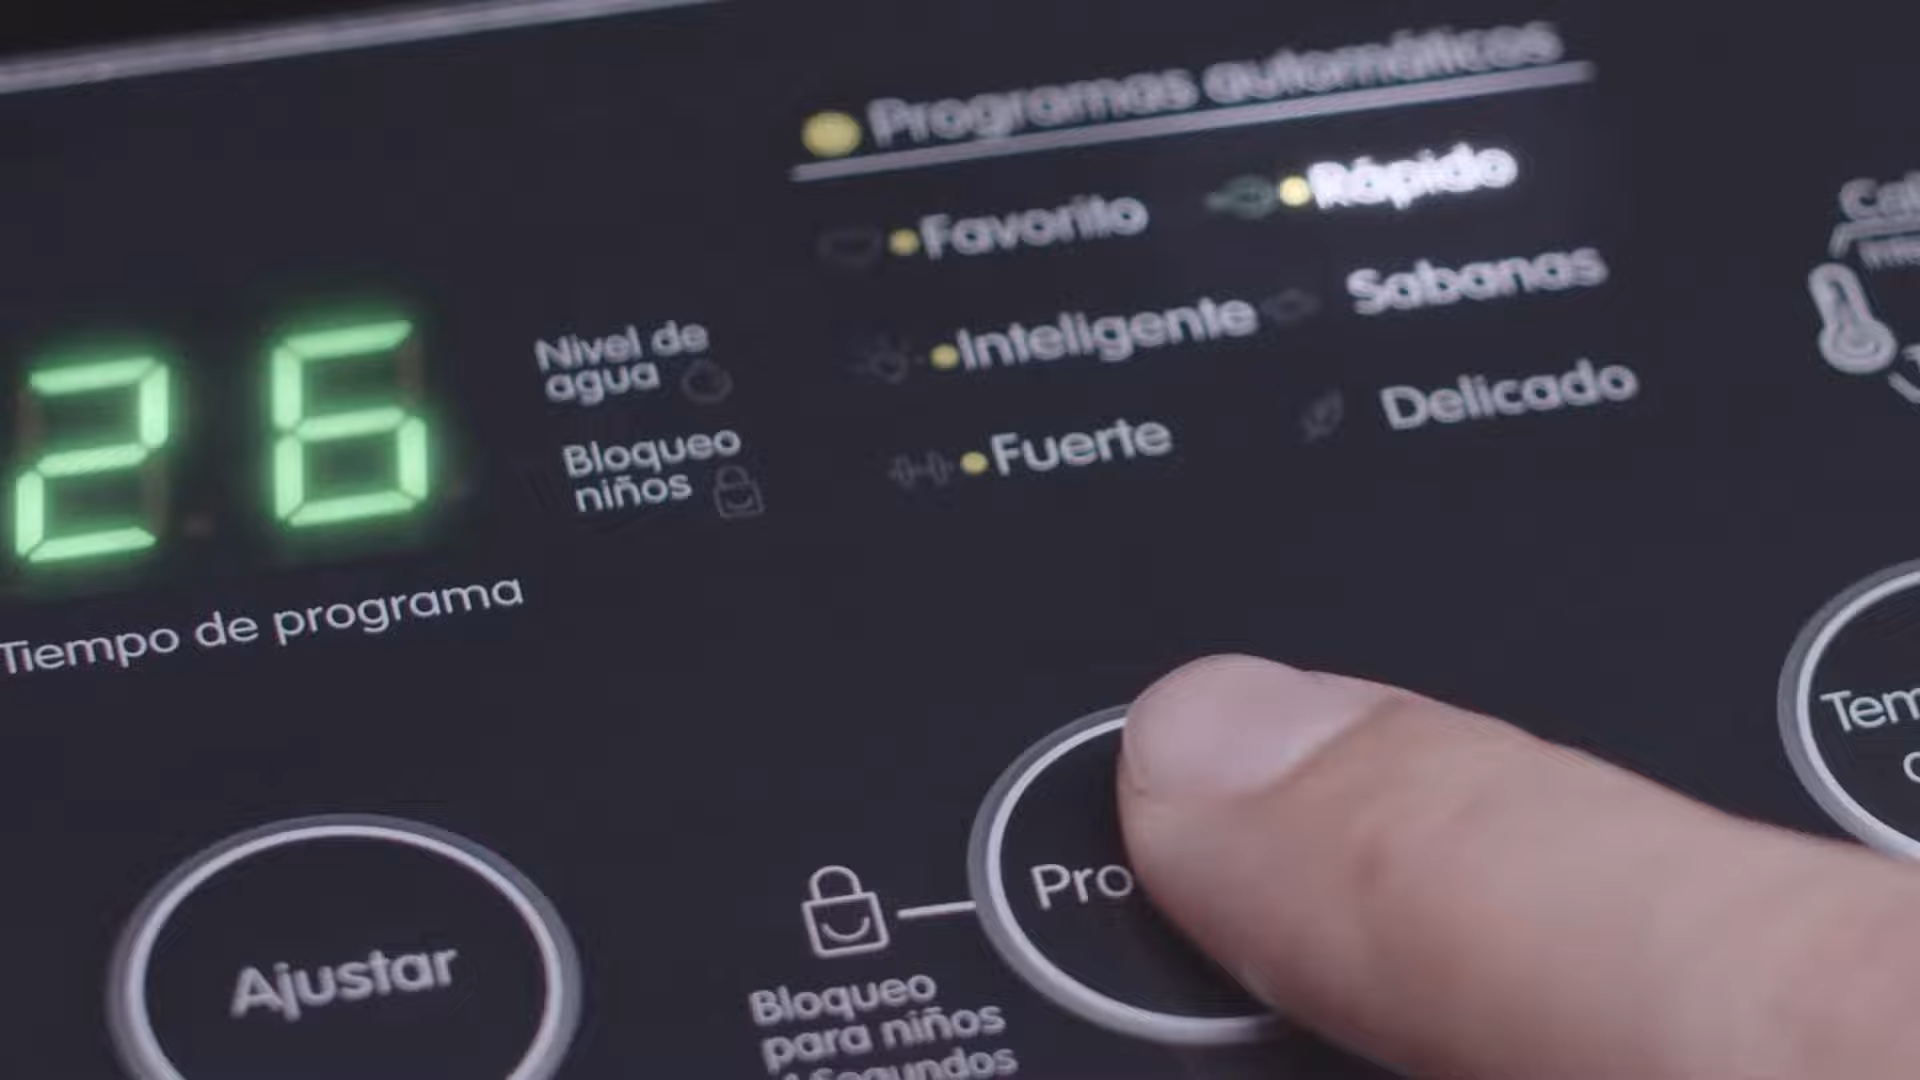 Programas automáticos
Favorito
Rápido
Inteligente
Sabanas
Fuerte
Delicado
26
Nivel de
agua
Bloqueo
niños
Tiempo de programa
Ajustar
Pro
Bloqueo
para niños
Segundos
Tem